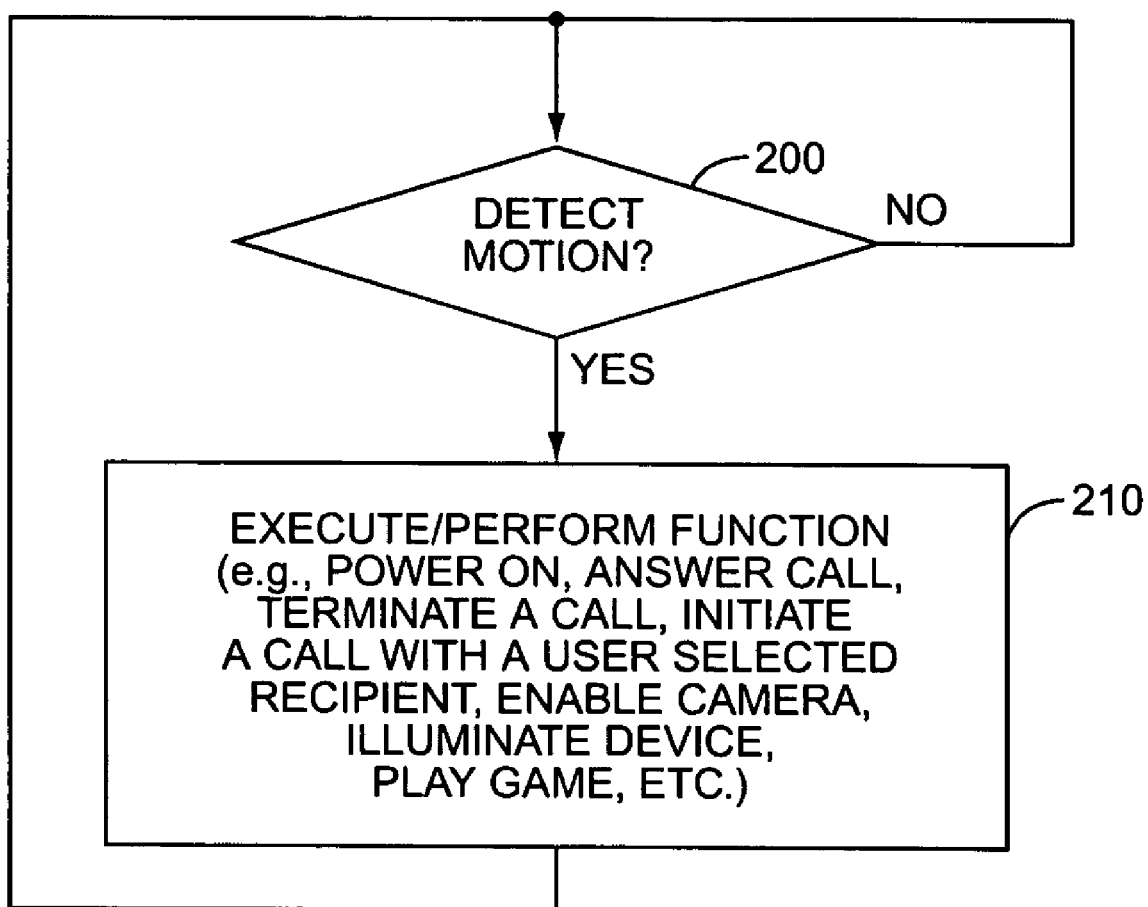 200
DETECT
MOTION?
NO
YES
210
EXECUTE/PERFORM FUNCTION
(e.g., POWER ON, ANSWER CALL,
TERMINATE A CALL, INITIATE
A CALL WITH A USER SELECTED
RECIPIENT, ENABLE CAMERA,
ILLUMINATE DEVICE,
PLAY GAME, ETC.)